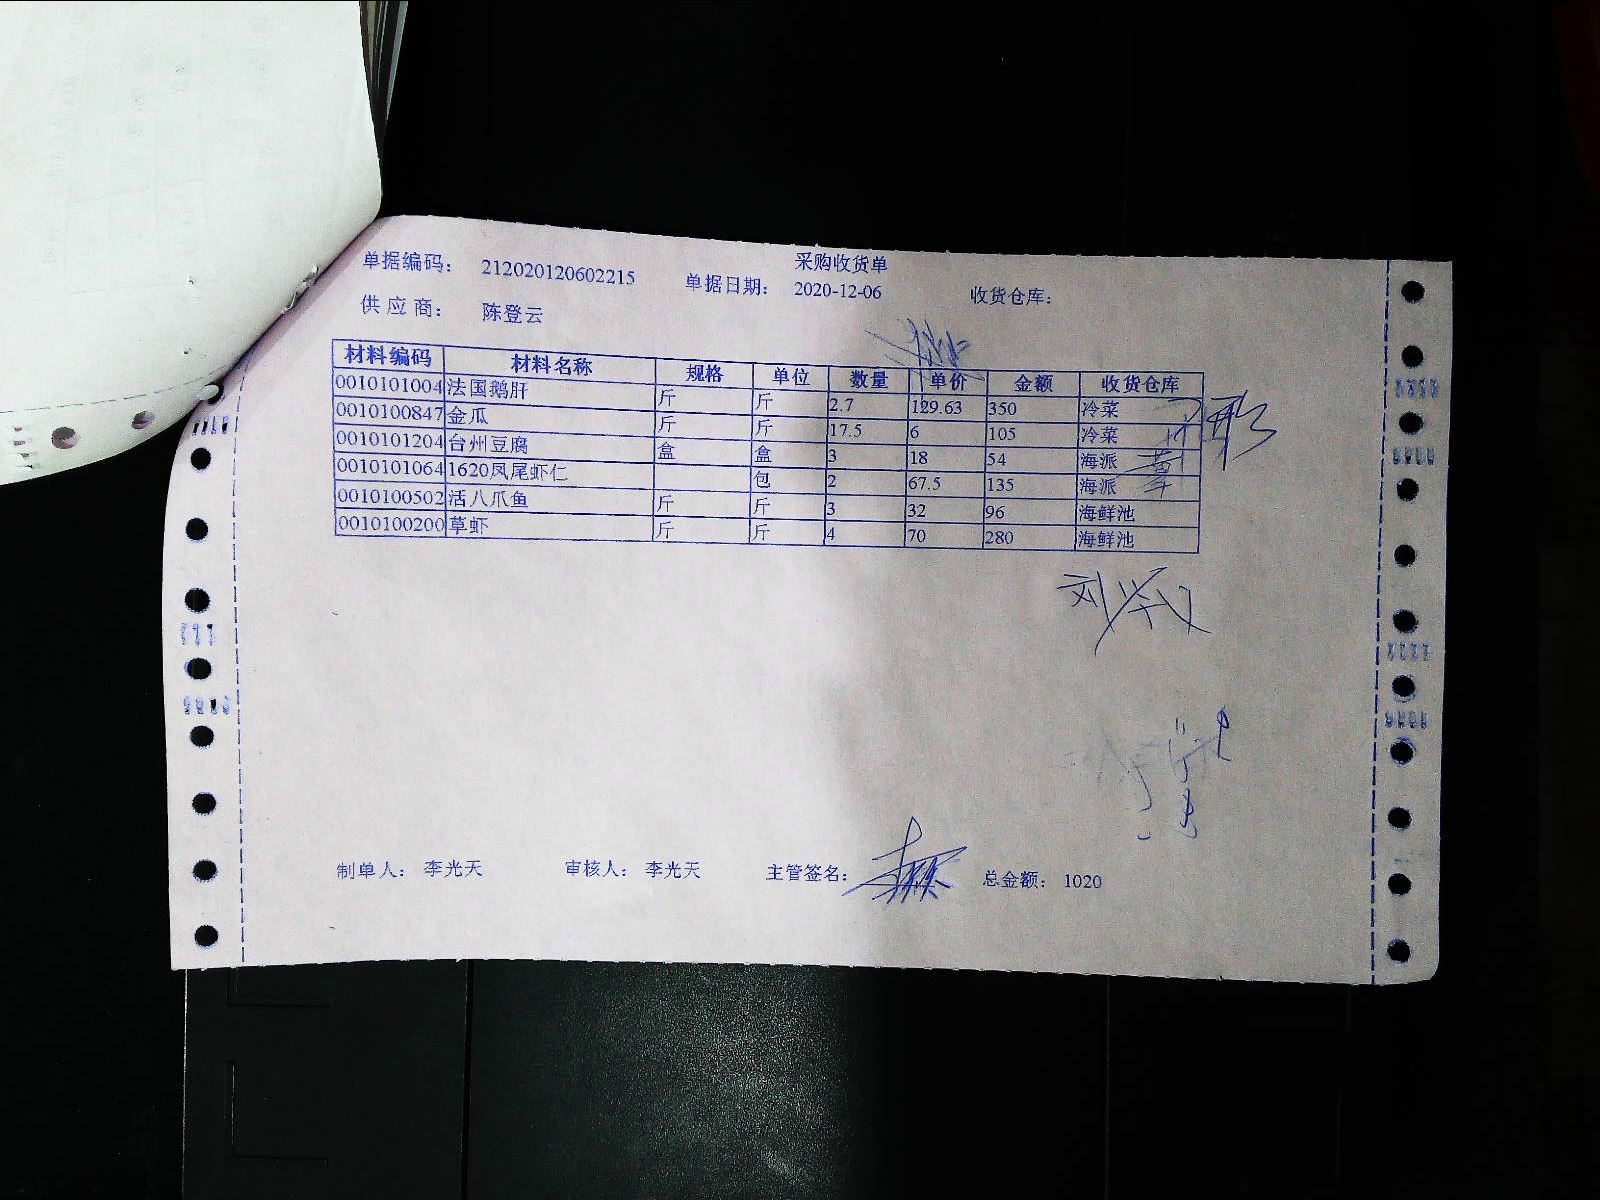 采购收货单
单据编码： 212020120602215 单据日期： 2020-12-06 收货仓库：
供应商： 陈登云
材料编码 材料名称 规格 单位 数量 单价 金额 收货仓库
0010101004 法国鹅肝 斤 斤 2.7 129.63 350 冷菜
0010100847 金瓜 斤 斤 17.5 6 105 冷菜
0010101204 台州豆腐 盒 盒 3 18 54 海派
0010101064 1620凤尾虾仁 包 2 67.5 135 海派
0010100502 活八爪鱼 斤 斤 3 32 96 海鲜池
0010100200 草虾 斤 斤 4 70 280 海鲜池
制单人： 李光天 审核人： 李光天 主管签名： 总金额： 1020